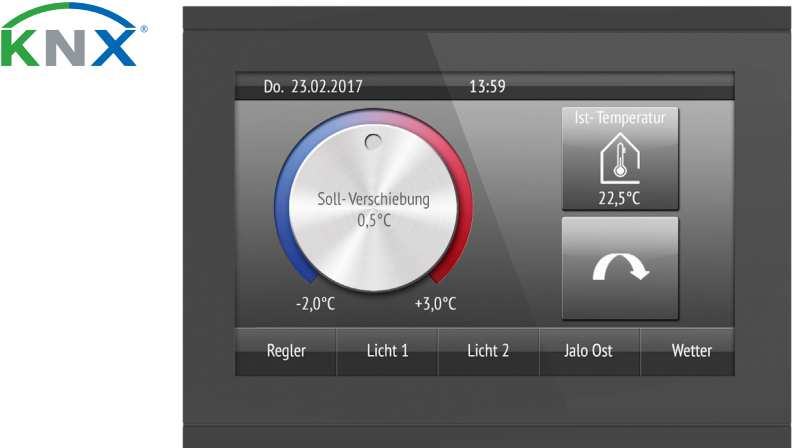 KNX®
Do. 23.02.2017 13:59
Ist-Temperatur
22,5°C
Soll-Verschiebung
0,5°C
-2,0°C +3,0°C
Regler Licht 1 Licht 2 Jalo Ost Wetter